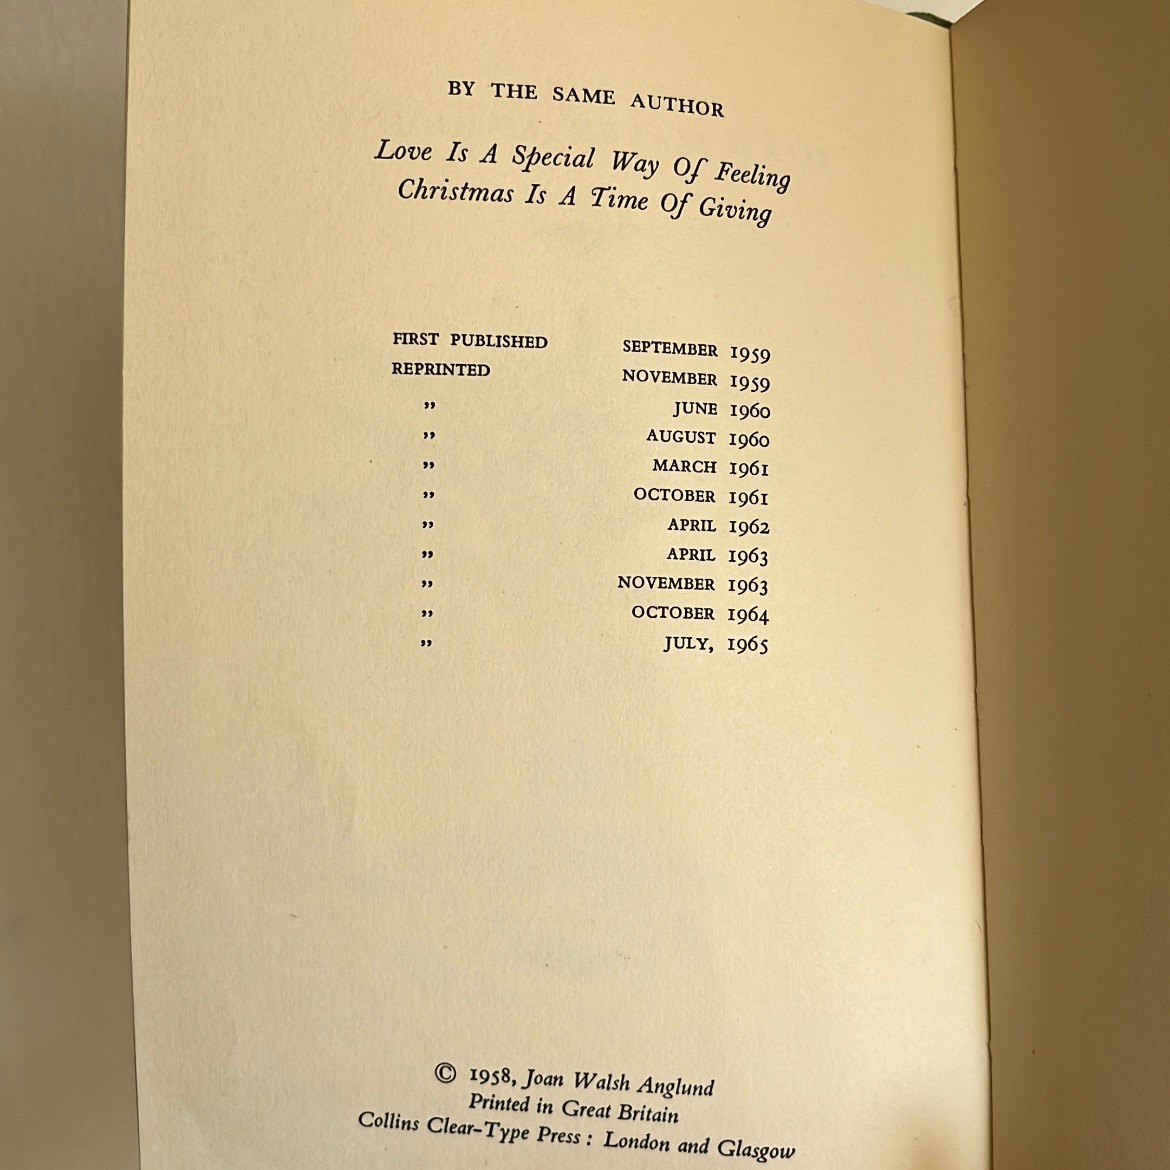 BY THE SAME AUTHOR
Love Is A Special Way Of Feeling
Christmas Is A Time Of Giving
FIRST PUBLISHED SEPTEMBER 1959
REPRINTED NOVEMBER 1959
" JUNE 1960
" AUGUST 1960
" MARCH 1961
" OCTOBER 1961
" APRIL 1962
" APRIL 1963
" NOVEMBER 1963
" OCTOBER 1964
" JULY, 1965
© 1958, Joan Walsh Anglund
Printed in Great Britain
Collins Clear-Type Press : London and Glasgow